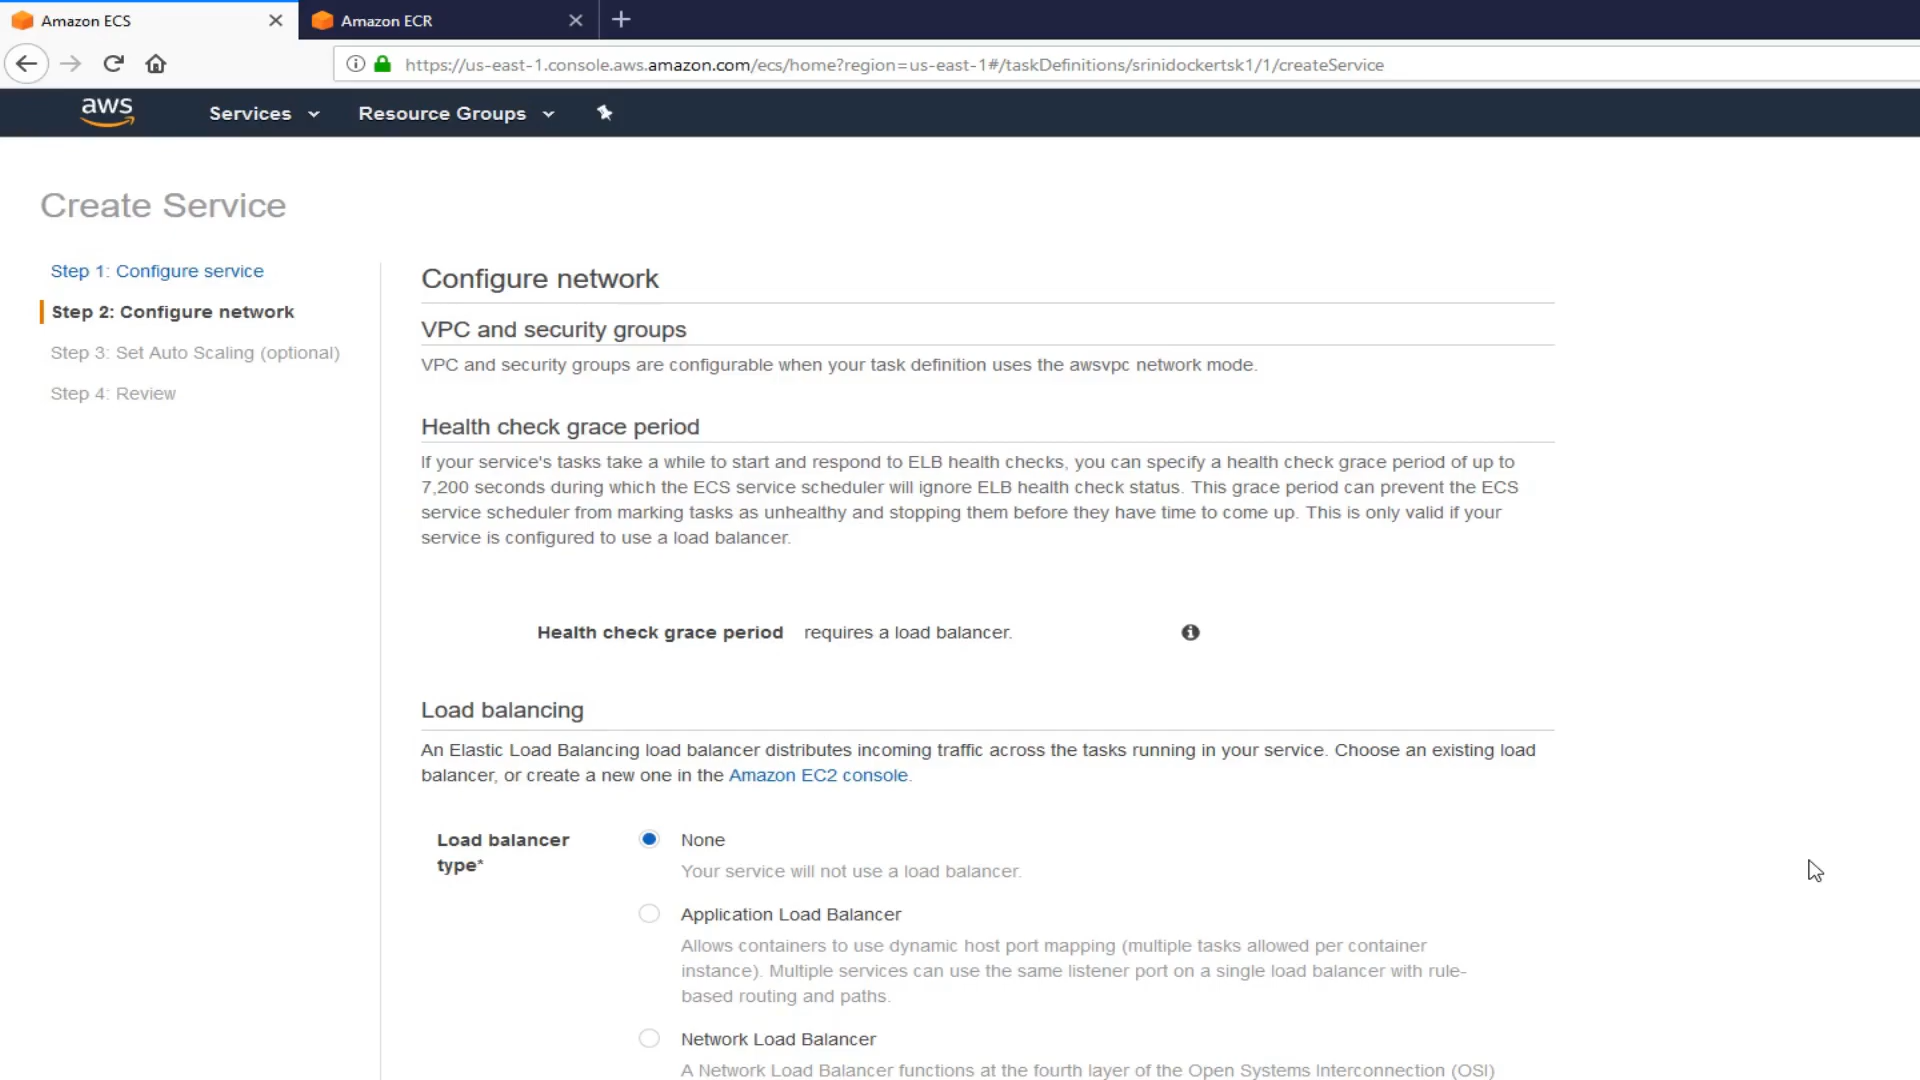 Amazon ECS
Amazon ECR
https://us-east-1.console.aws.amazon.com/ecs/home?region=us-east-1#/taskDefinitions/srinidockertsk1/1/createService
aws
Services
Resource Groups
Create Service
Step 1: Configure service
Step 2: Configure network
Step 3: Set Auto Scaling (optional)
Step 4: Review
Configure network
VPC and security groups
VPC and security groups are configurable when your task definition uses the awsvpc network mode.
Health check grace period
If your service's tasks take a while to start and respond to ELB health checks, you can specify a health check grace period of up to
7,200 seconds during which the ECS service scheduler will ignore ELB health check status. This grace period can prevent the ECS
service scheduler from marking tasks as unhealthy and stopping them before they have time to come up. This is only valid if your
service is configured to use a load balancer.
Health check grace period requires a load balancer.
Load balancing
An Elastic Load Balancing load balancer distributes incoming traffic across the tasks running in your service. Choose an existing load
balancer, or create a new one in the Amazon EC2 console.
Load balancer
type*
None
Your service will not use a load balancer.
Application Load Balancer
Allows containers to use dynamic host port mapping (multiple tasks allowed per container
instance). Multiple services can use the same listener port on a single load balancer with rule-
based routing and paths.
Network Load Balancer
A Network Load Balancer functions at the fourth layer of the Open Systems Interconnection (OSI)